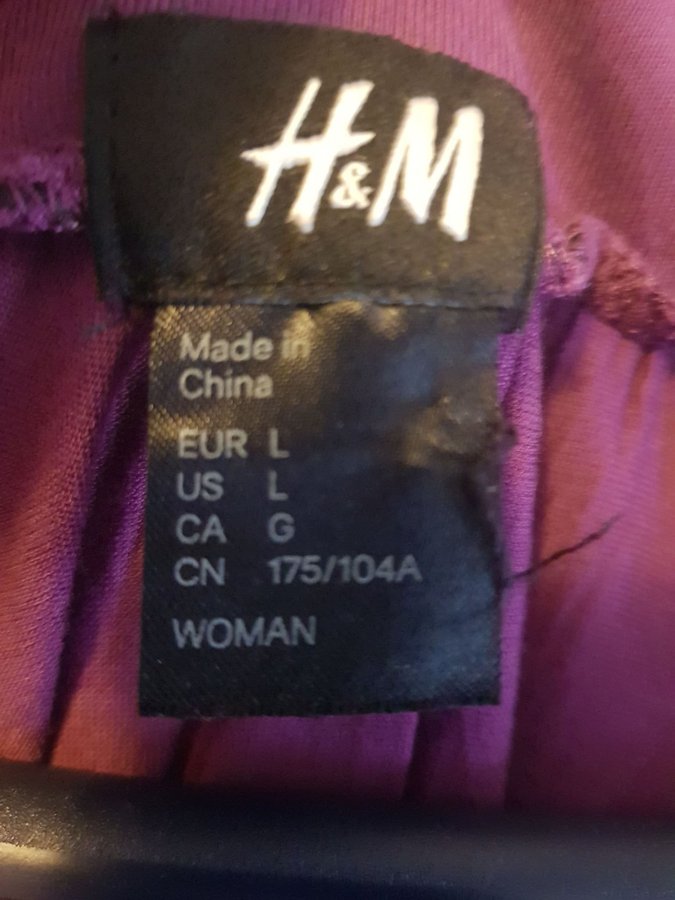 H&M
Made in
China
EUR L
US L
CA G
CN 175/104A
WOMAN